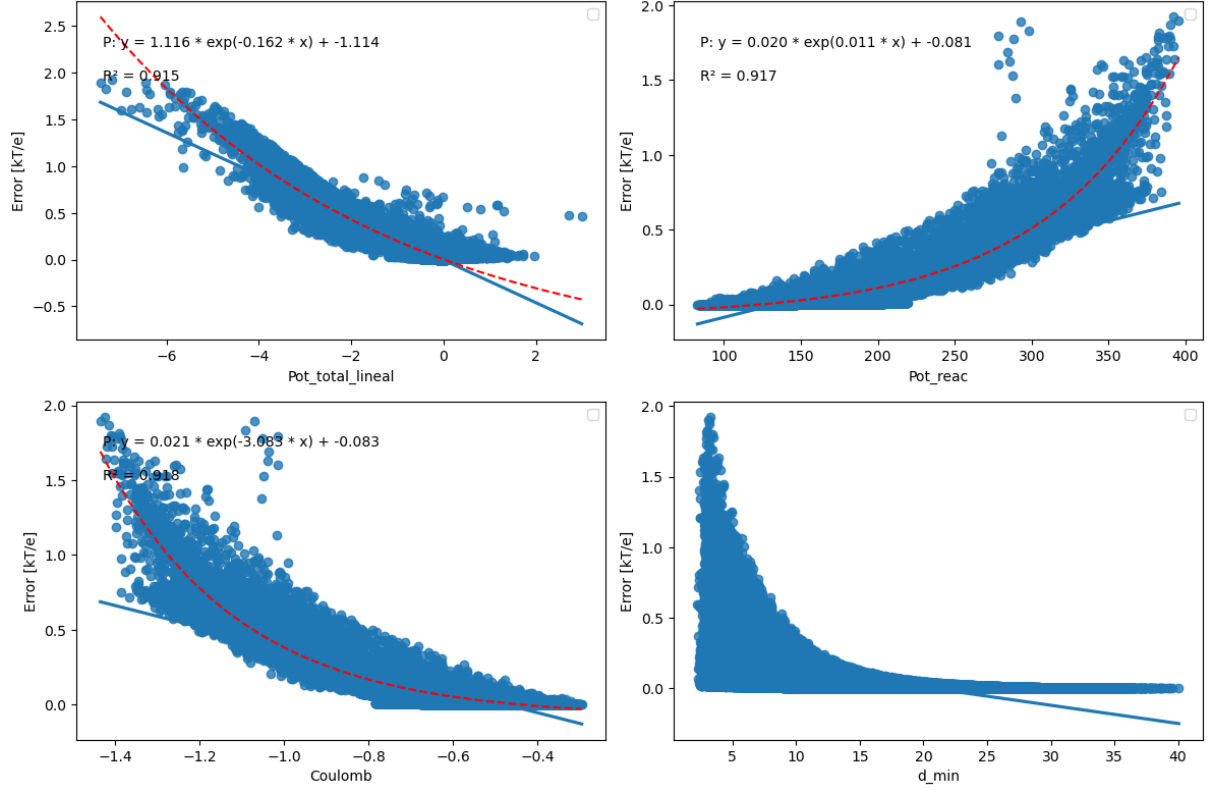 2.5
2.0
1.5
1.0
0.5
0.0
−0.5
Error [kT/e]
P: y = 1.116 * exp(-0.162 * x) + -1.114
R² = 0.915
−6 −4 −2 0 2
Pot_total_lineal
2.0
1.5
1.0
0.5
0.0
Error [kT/e]
P: y = 0.020 * exp(0.011 * x) + -0.081
R² = 0.917
100 150 200 250 300 350 400
Pot_reac
2.0
1.5
1.0
0.5
0.0
Error [kT/e]
P: y = 0.021 * exp(-3.083 * x) + -0.083
R² = 0.918
−1.4 −1.2 −1.0 −0.8 −0.6 −0.4
Coulomb
2.0
1.5
1.0
0.5
0.0
Error [kT/e]
5 10 15 20 25 30 35 40
d_min